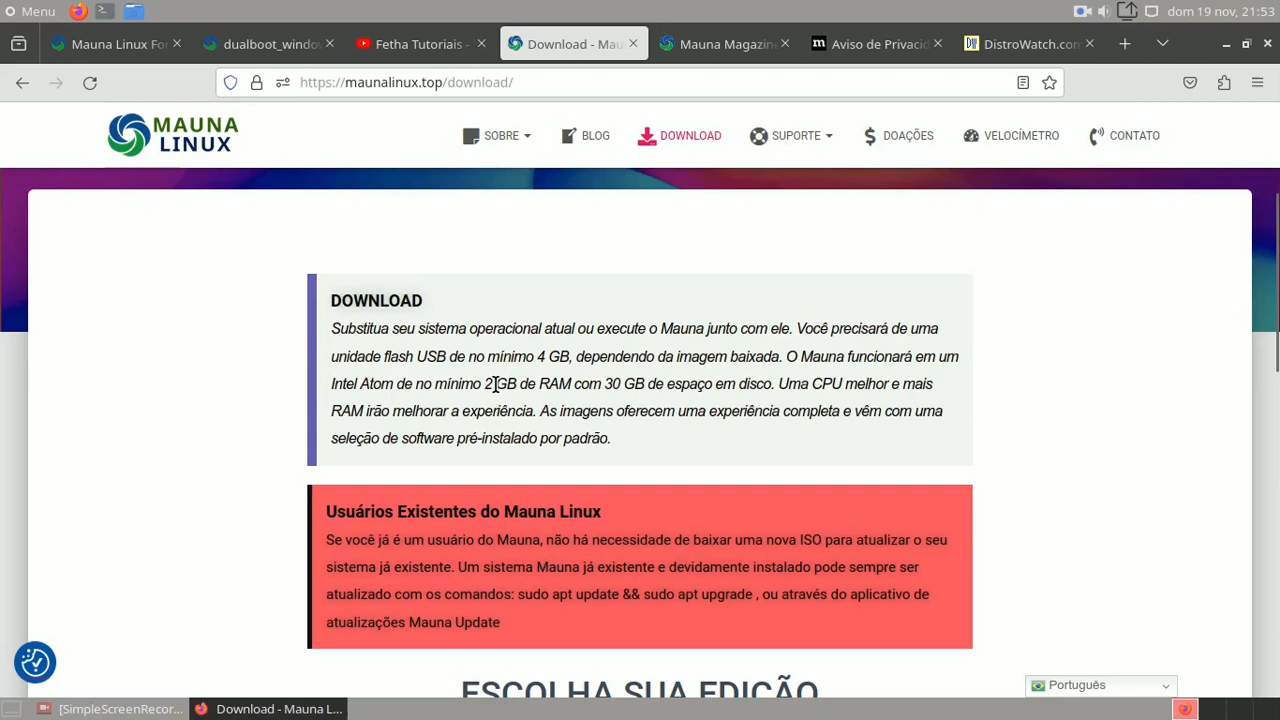 Menu
dom 19 nov, 21:53
Mauna Linux For
dualboot_window
Fetha Tutoriais -
Download - Mau
Mauna Magazine
Aviso de Privacid
DistroWatch.com
https://maunalinux.top/download/
MAUNA
LINUX
SOBRE
BLOG
DOWNLOAD
SUPORTE
DOAÇÕES
VELOCÍMETRO
CONTATO
DOWNLOAD
Substitua seu sistema operacional atual ou execute o Mauna junto com ele. Você precisará de uma
unidade flash USB de no mínimo 4 GB, dependendo da imagem baixada. O Mauna funcionará em um
Intel Atom de no mínimo 2 GB de RAM com 30 GB de espaço em disco. Uma CPU melhor e mais
RAM irão melhorar a experiência. As imagens oferecem uma experiência completa e vêm com uma
seleção de software pré-instalado por padrão.
Usuários Existentes do Mauna Linux
Se você já é um usuário do Mauna, não há necessidade de baixar uma nova ISO para atualizar o seu
sistema já existente. Um sistema Mauna já existente e devidamente instalado pode sempre ser
atualizado com os comandos: sudo apt update && sudo apt upgrade , ou através do aplicativo de
atualizações Mauna Update
ESCOLHA SUA EDIÇÃO
Português
[SimpleScreenRecor...
Download - Mauna L...